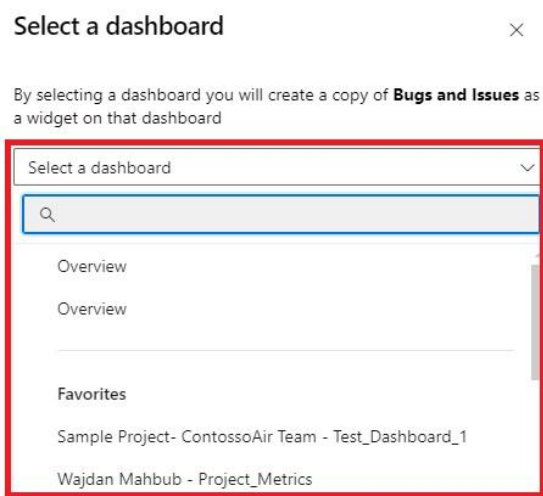 Select a dashboard
By selecting a dashboard you will create a copy of Bugs and Issues as
a widget on that dashboard
Select a dashboard
Overview
Overview
Favorites
Sample Project- ContossoAir Team - Test_Dashboard_1
Wajdan Mahbub - Project_Metrics